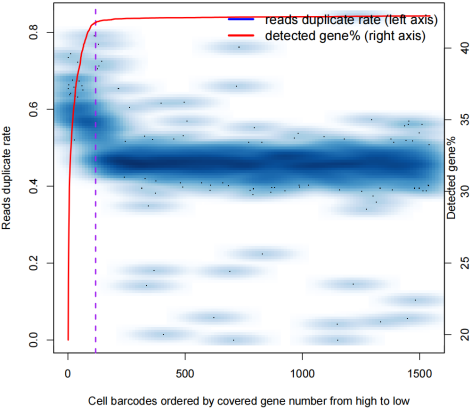 reads duplicate rate (left axis)
detected gene% (right axis)
Reads duplicate rate
0.0
0.2
0.4
0.6
0.8
Detected gene%
20
25
30
35
40
0
500
1000
1500
Cell barcodes ordered by covered gene number from high to low